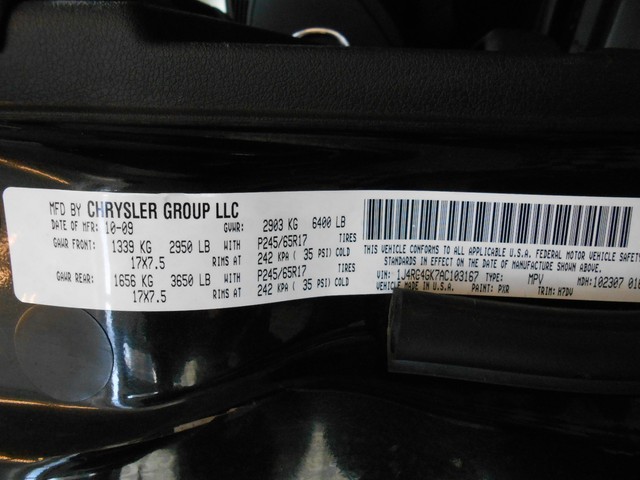 MFD BY CHRYSLER GROUP LLC
DATE OF MFR: 10-09 GVWR: 2903 KG 6400 LB
GAWR FRONT: 1339 KG 2950 LB WITH P245/65R17 TIRES
17X7.5 RIMS AT 242 KPA ( 35 PSI) COLD
GAWR REAR: 1656 KG 3650 LB WITH P245/65R17 TIRES
17X7.5 RIMS AT 242 KPA ( 35 PSI) COLD
THIS VEHICLE CONFORMS TO ALL APPLICABLE U.S.A. FEDERAL MOTOR VEHICLE SAFETY
STANDARDS IN EFFECT ON THE DATE OF MANUFACTURE SHOWN ABOVE.
VIN: 1J4RG4GK7AC103167 TYPE: MPV MDH:102307 018
VEHICLE MADE IN U.S.A. PAINT: PXR TRIM: H7DV